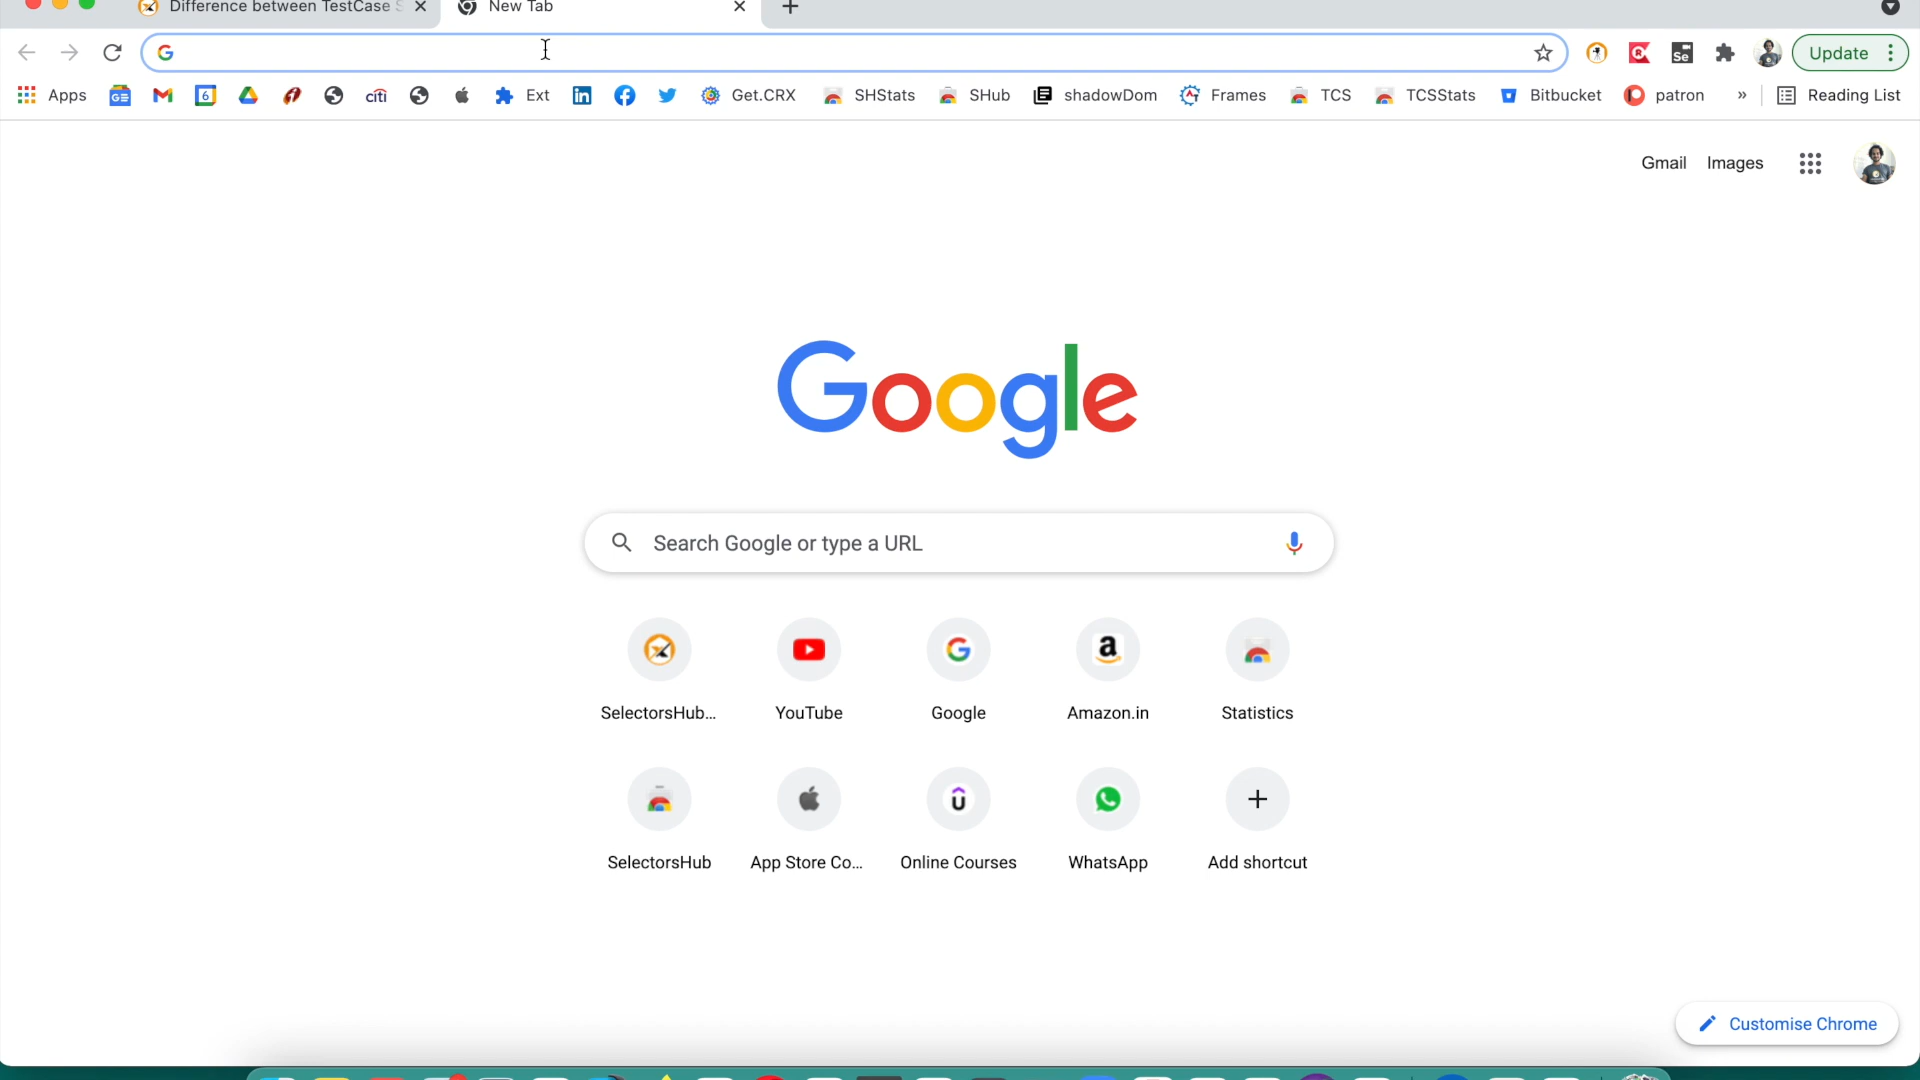 Difference between TestCase S
New Tab
Update
Apps
citi
Ext
Get.CRX
SHStats
SHub
shadowDom
Frames
TCS
TCSStats
Bitbucket
patron
»
Reading List
Gmail Images
Google
Search Google or type a URL
SelectorsHub... YouTube Google Amazon.in Statistics
SelectorsHub App Store Co... Online Courses WhatsApp Add shortcut
Customise Chrome